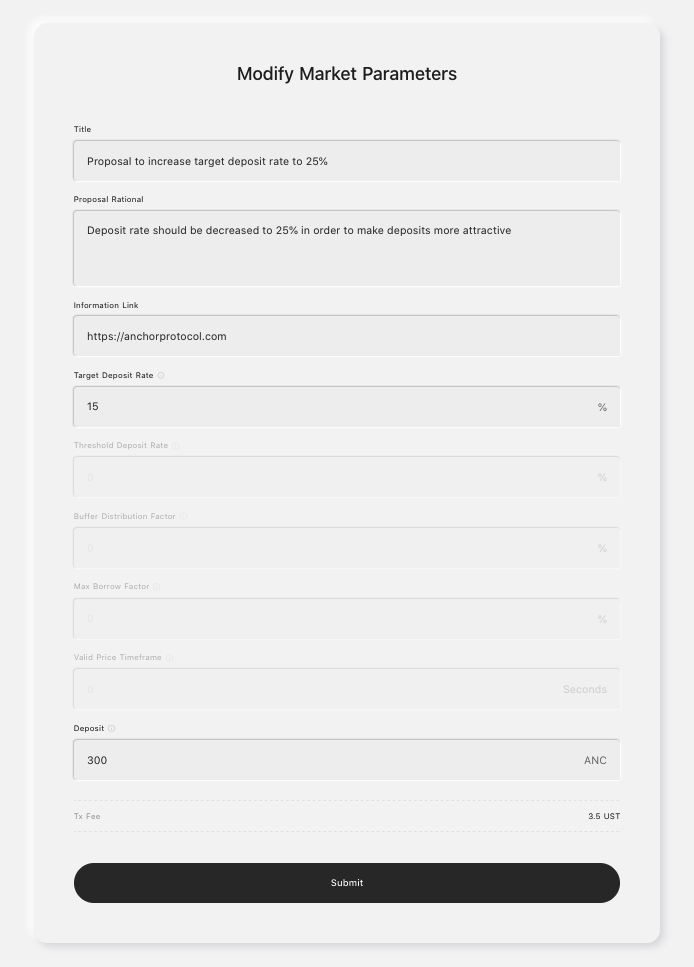 Modify Market Parameters
Title
Proposal to increase target deposit rate to 25%
Proposal Rational
Deposit rate should be decreased to 25% in order to make deposits more attractive
Information Link
https://anchorprotocol.com
Target Deposit Rate
15 %
Threshold Deposit Rate
0 %
Buffer Distribution Factor
0 %
Max Borrow Factor
0 %
Valid Price Timeframe
0 Seconds
Deposit
300 ANC
Tx Fee 3.5 UST
Submit